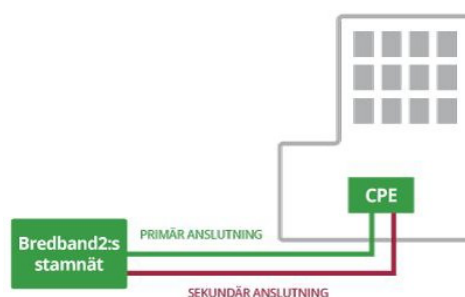 CPE
PRIMÄR ANSLUTNING
Bredband2:s
stamnät
SEKUNDÄR ANSLUTNING